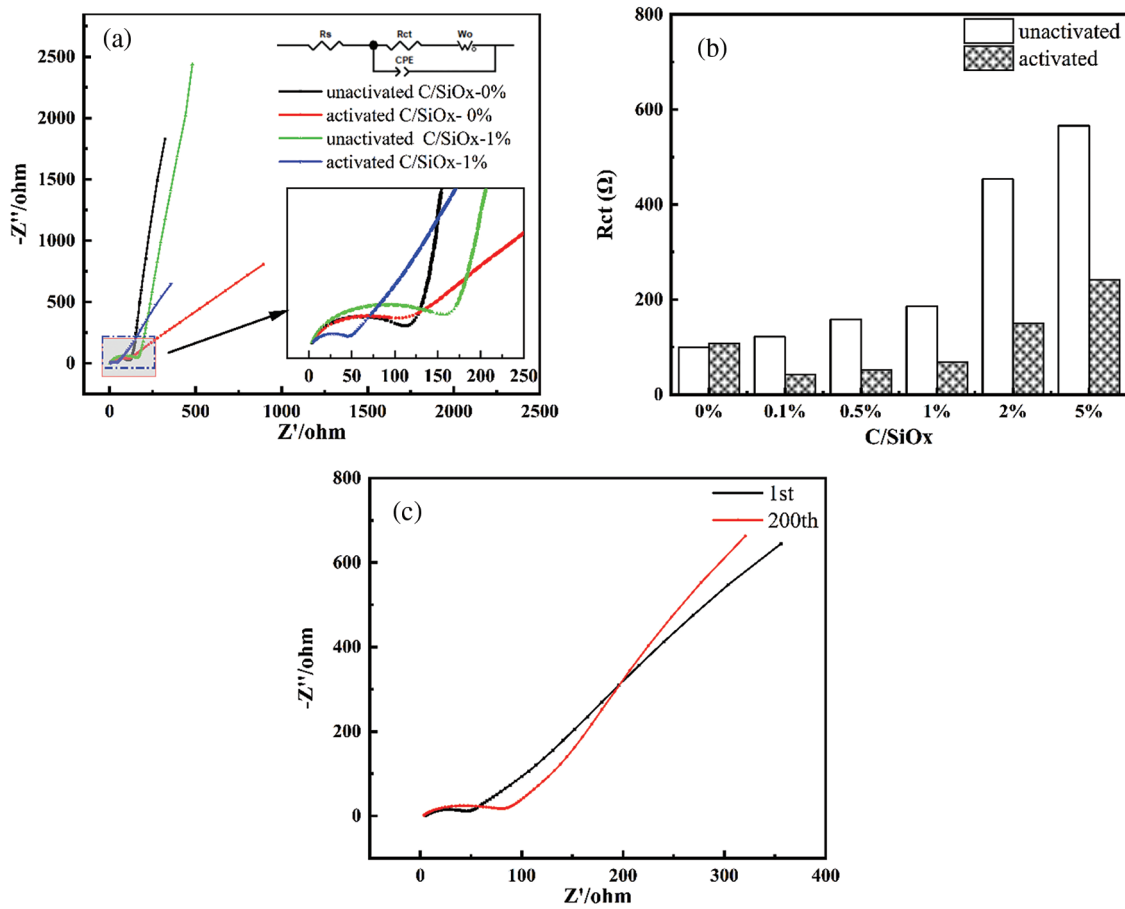 (a)
Rs
Rct
Wo
CPE
unactivated C/SiOx-0%
activated C/SiOx- 0%
unactivated C/SiOx-1%
activated C/SiOx-1%
2500
2000
1500
1000
500
0
-Z''/ohm
0 50 100 150 200 250
0 500 1000 1500 2000 2500
Z'/ohm
(b)
unactivated
activated
800
600
400
200
0
Rct (Ω)
0% 0.1% 0.5% 1% 2% 5%
C/SiOx
(c)
1st
200th
800
600
400
200
0
-Z''/ohm
0 100 200 300 400
Z'/ohm